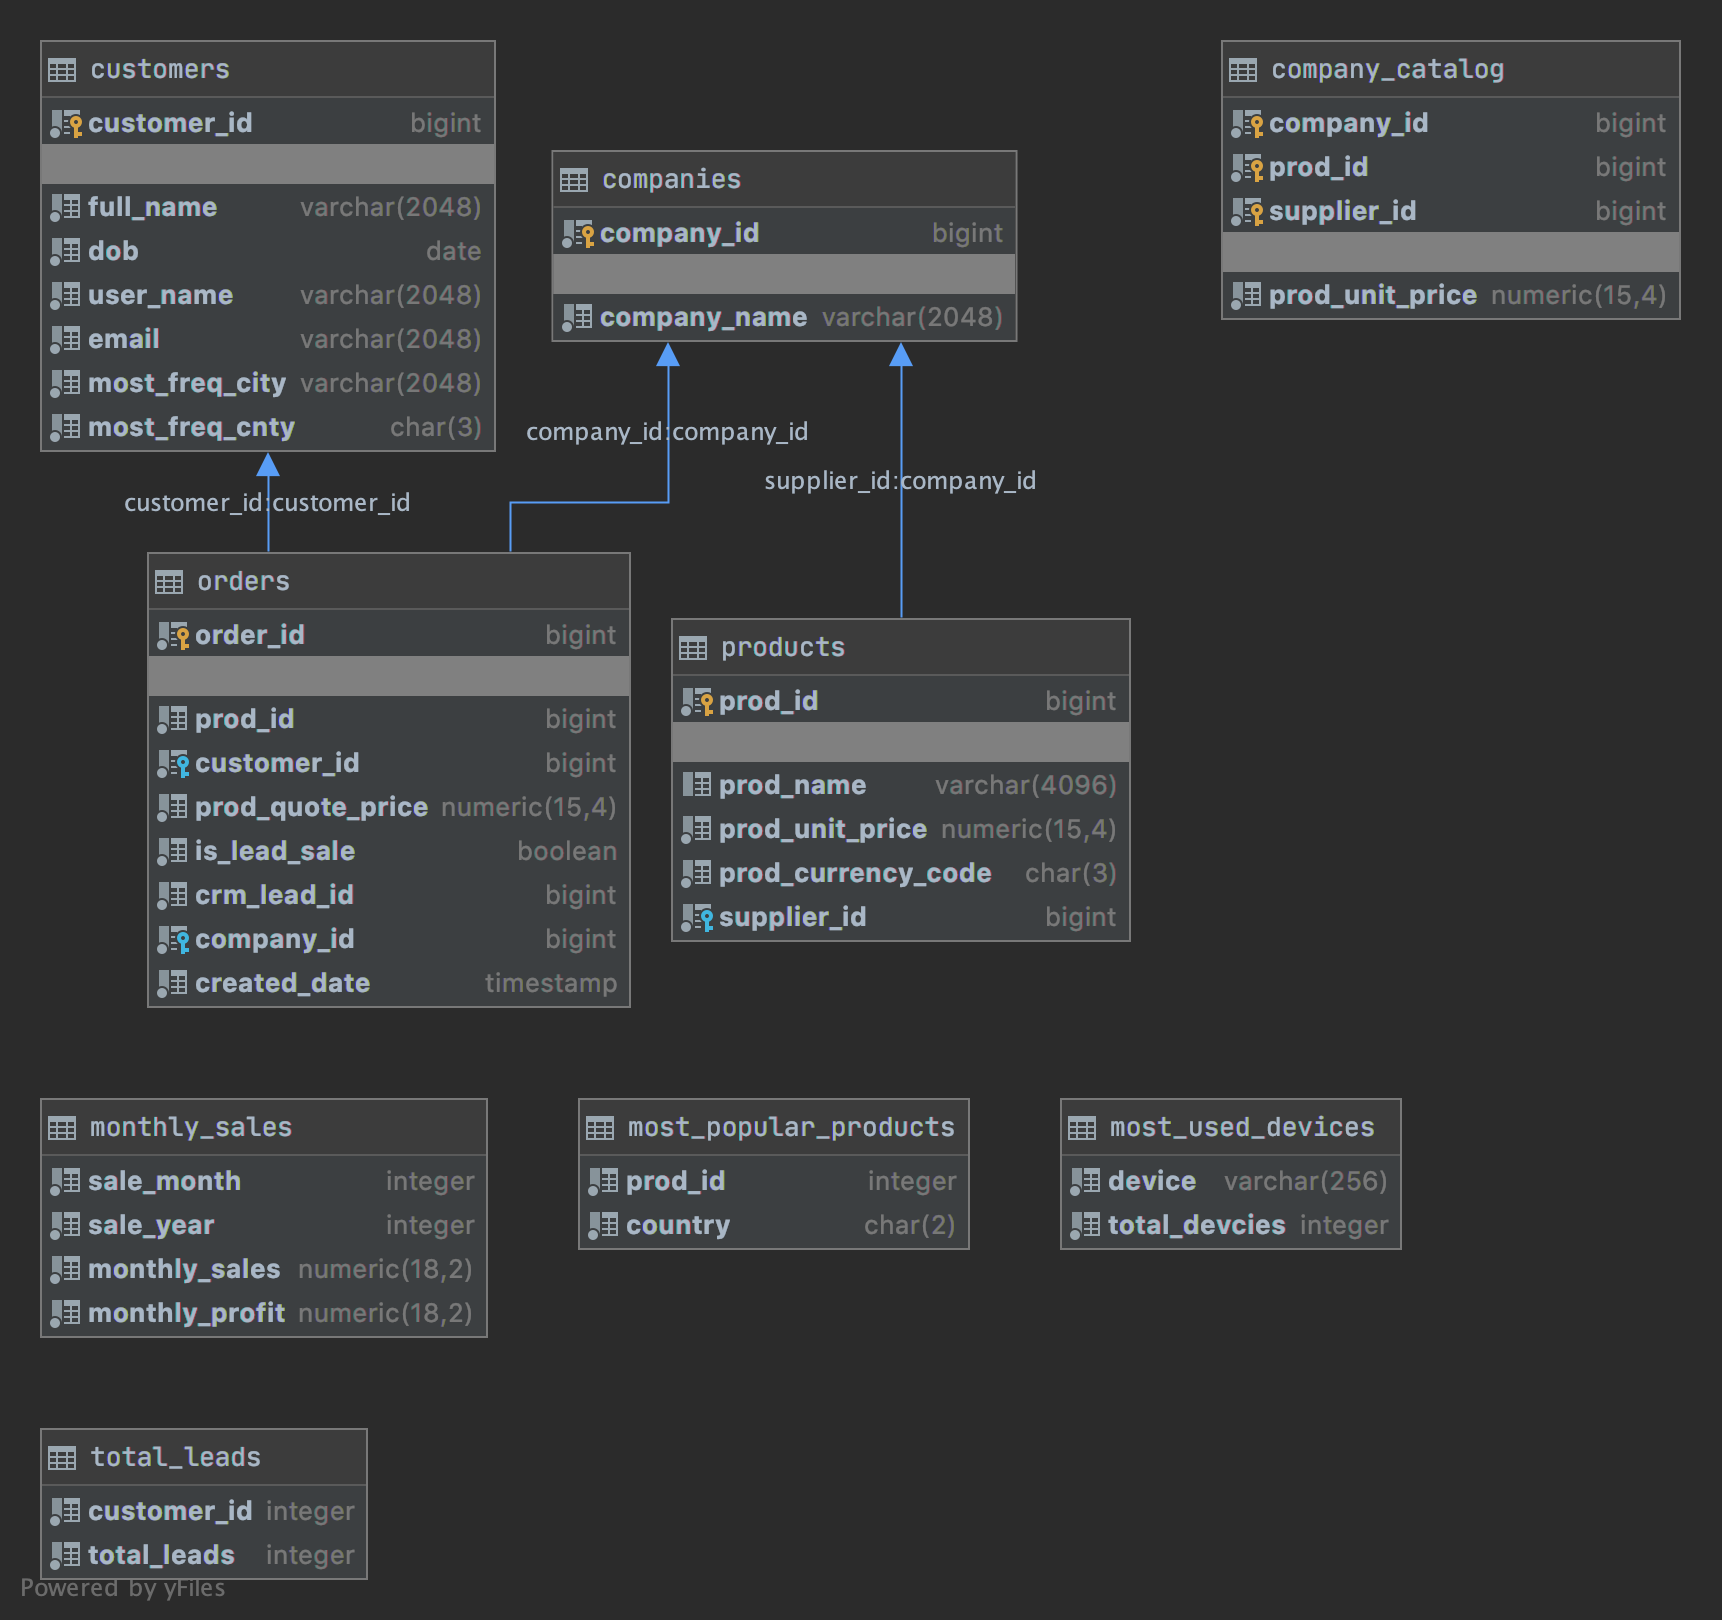 customers
customer_id bigint
full_name varchar(2048)
dob date
user_name varchar(2048)
email varchar(2048)
most_freq_city varchar(2048)
most_freq_cnty char(3)
companies
company_id bigint
company_name varchar(2048)
company_catalog
company_id bigint
prod_id bigint
supplier_id bigint
prod_unit_price numeric(15,4)
company_id:company_id
supplier_id:company_id
customer_id:customer_id
orders
order_id bigint
prod_id bigint
customer_id bigint
prod_quote_price numeric(15,4)
is_lead_sale boolean
crm_lead_id bigint
company_id bigint
created_date timestamp
products
prod_id bigint
prod_name varchar(4096)
prod_unit_price numeric(15,4)
prod_currency_code char(3)
supplier_id bigint
monthly_sales
sale_month integer
sale_year integer
monthly_sales numeric(18,2)
monthly_profit numeric(18,2)
most_popular_products
prod_id integer
country char(2)
most_used_devices
device varchar(256)
total_devcies integer
total_leads
customer_id integer
total_leads integer
Powered by yFiles